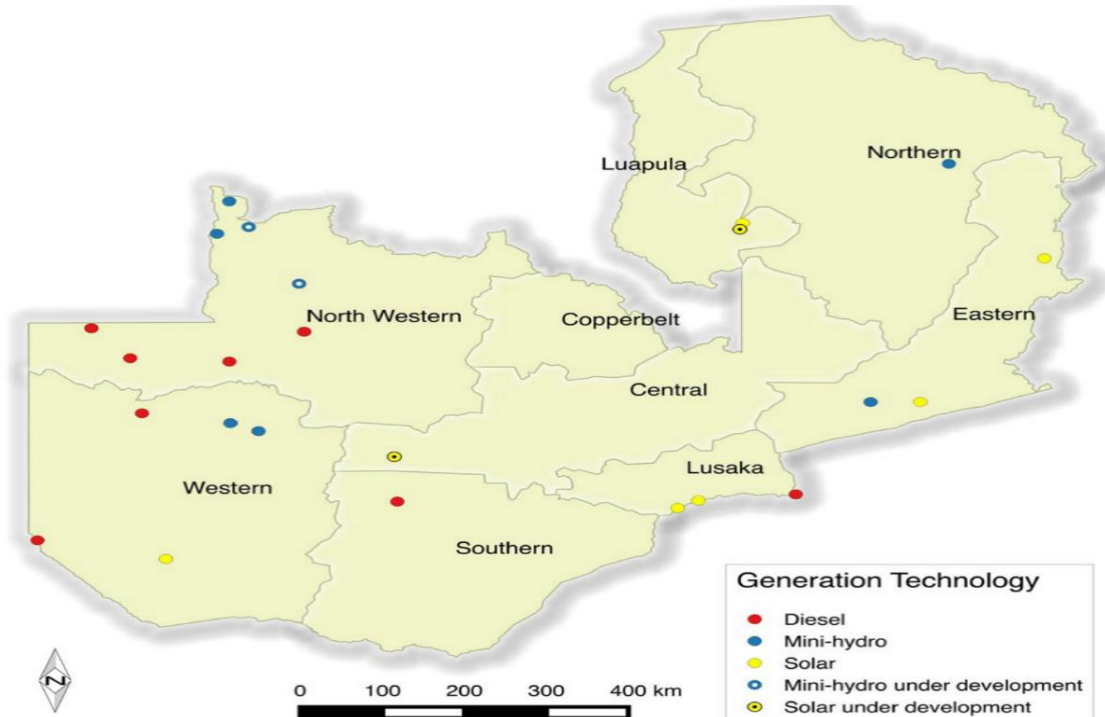 Northern
Luapula
North Western
Copperbelt
Eastern
Central
Lusaka
Western
Southern
Generation Technology
Diesel
Mini-hydro
Solar
Mini-hydro under development
Solar under development
N
0 100 200 300 400 km